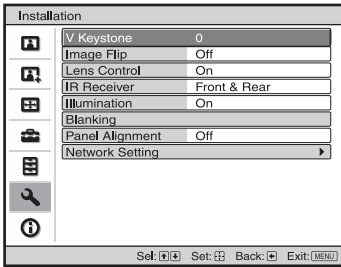 Installation
V Keystone 0
Image Flip Off
Lens Control On
IR Receiver Front & Rear
Illumination On
Blanking
Panel Alignment Off
Network Setting
Sel: Set: Back: Exit: MENU